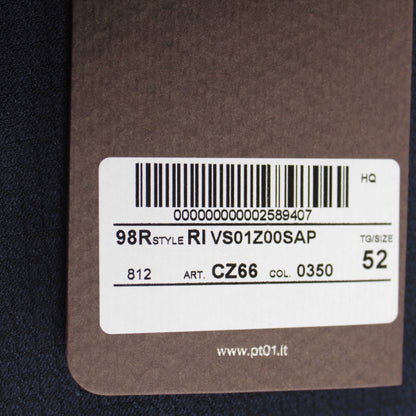 HQ
000000000002589407
98R STYLE RI VS01Z00SAP TG/SIZE
812 ART. CZ66 COL. 0350 52
www.pt01.it